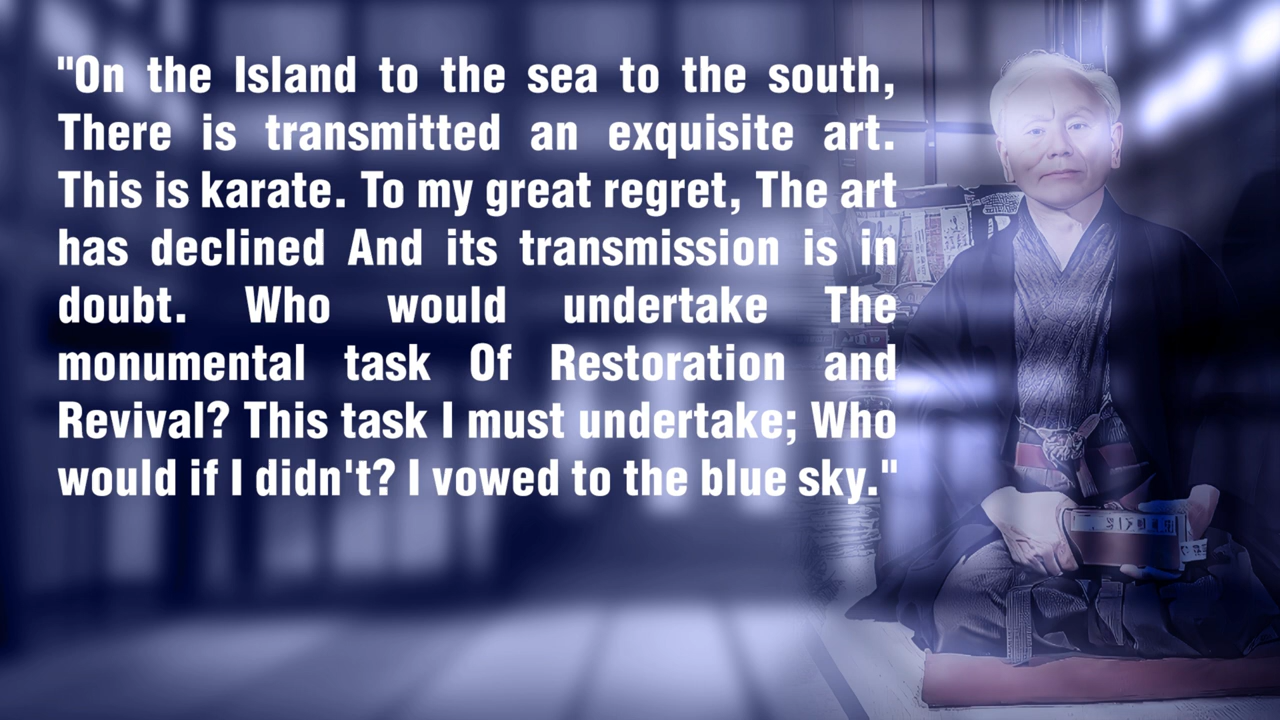 "On the Island to the sea to the south,
There is transmitted an exquisite art.
This is karate. To my great regret, The art
has declined And its transmission is in
doubt. Who would undertake The
monumental task Of Restoration and
Revival? This task I must undertake; Who
would if I didn't? I vowed to the blue sky."